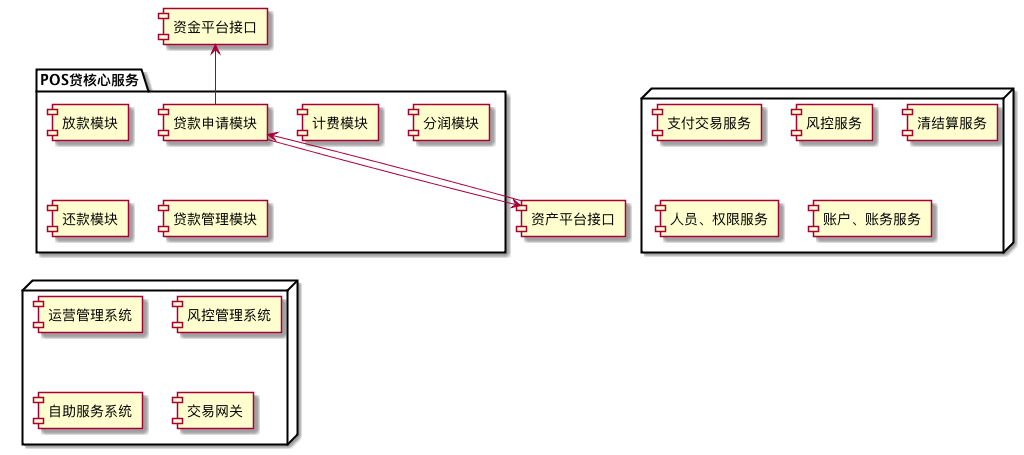 资金平台接口
POS贷核心服务
放款模块
贷款申请模块
计费模块
分润模块
还款模块
贷款管理模块
资产平台接口
支付交易服务
风控服务
清结算服务
人员、权限服务
账户、账务服务
运营管理系统
风控管理系统
自助服务系统
交易网关